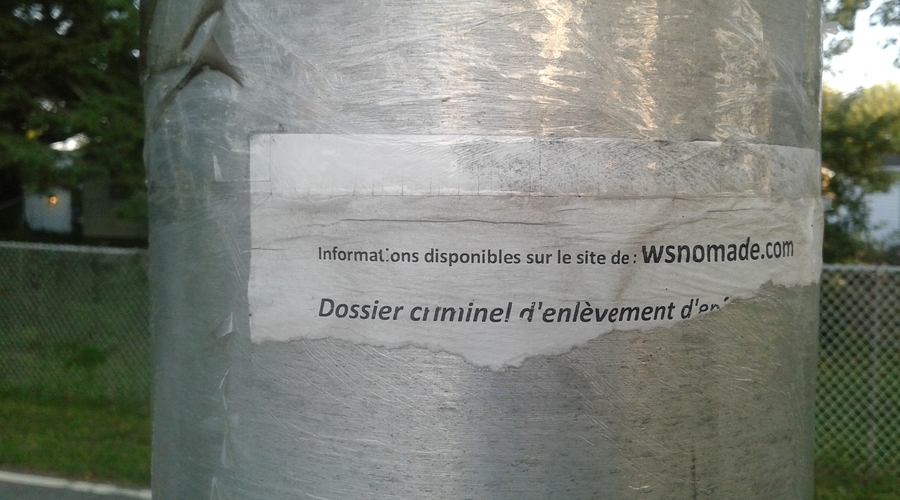 Informations disponibles sur le site de: wsnomade.com
Dossier criminel d'enlèvement